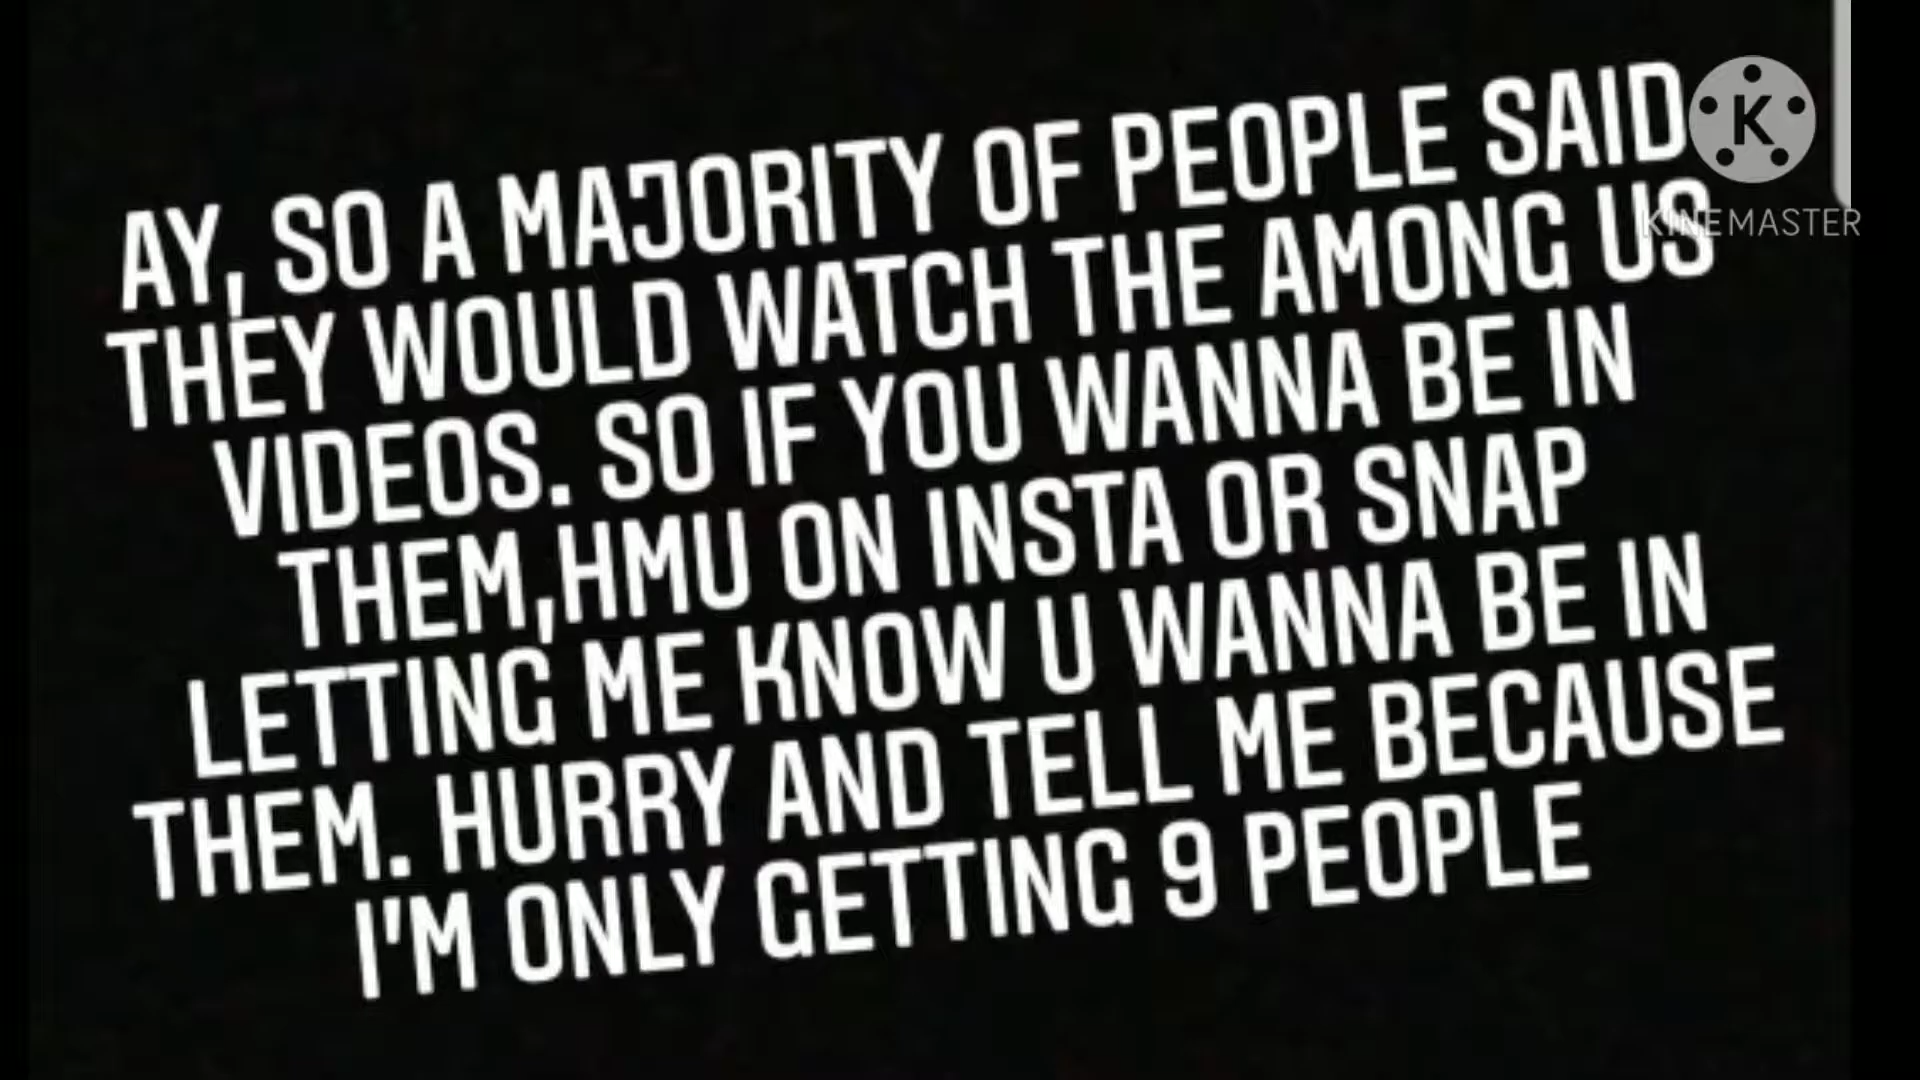 AY, SO A MAJORITY OF PEOPLE SAID
THEY WOULD WATCH THE AMONG US
VIDEOS. SO IF YOU WANNA BE IN
THEM,HMU ON INSTA OR SNAP
LETTING ME KNOW U WANNA BE IN
THEM. HURRY AND TELL ME BECAUSE
I'M ONLY GETTING 9 PEOPLE
K
KINEMASTER